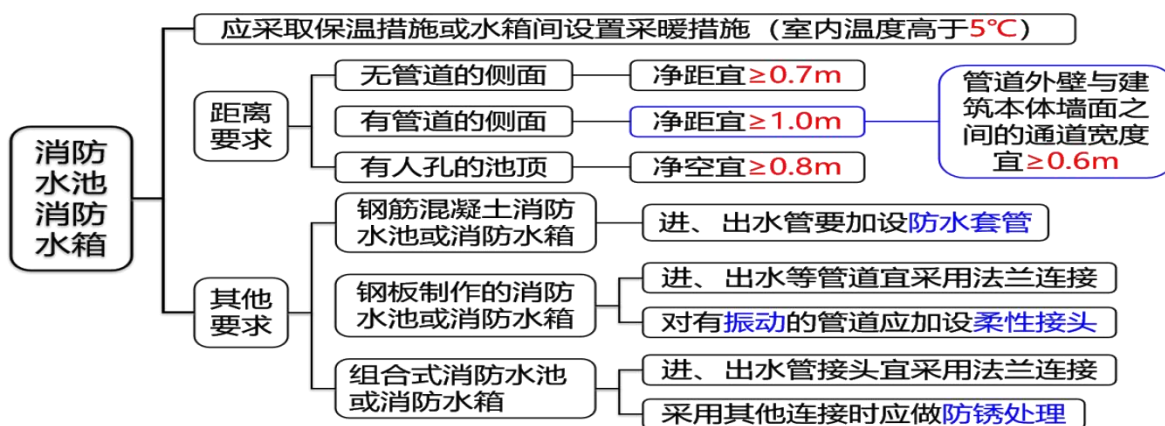 消防
水池
消防
水箱
应采取保温措施或水箱间设置采暖措施（室内温度高于5℃）
距离
要求
无管道的侧面
净距宜≥0.7m
有管道的侧面
净距宜≥1.0m
管道外壁与建
筑本体墙面之
间的通道宽度
宜≥0.6m
有人孔的池顶
净空宜≥0.8m
其他
要求
钢筋混凝土消防
水池或消防水箱
进、出水管要加设防水套管
钢板制作的消防
水池或消防水箱
进、出水等管道宜采用法兰连接
对有振动的管道应加设柔性接头
组合式消防水池
或消防水箱
进、出水管接头宜采用法兰连接
采用其他连接时应做防锈处理